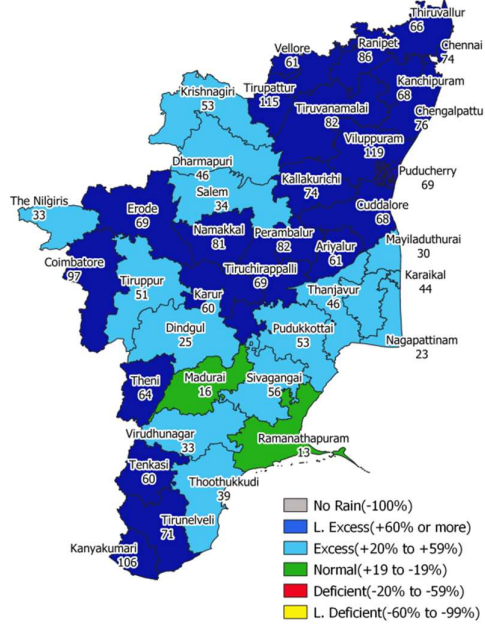 Thiruvallur
66
Ranipet
86
Vellore
61
Chennai
74
Tirupattur
115
Kanchipuram
68
Krishnagiri
53
Tiruvanamalai
82
Chengalpattu
76
Viluppuram
119
Dharmapuri
46
Kallakurichi
74
Puducherry
69
Salem
34
The Nilgiris
33
Erode
69
Cuddalore
68
Namakkal
81
Perambalur
82
Ariyalur
61
Mayiladuthurai
30
Coimbatore
97
Tiruchirappalli
69
Karaikal
44
Tiruppur
51
Karur
60
Thanjavur
46
Dindgul
25
Pudukkottai
53
Nagapattinam
23
Theni
64
Madurai
16
Sivagangai
56
Virudhunagar
33
Ramanathapuram
13
Tenkasi
60
Thoothukkudi
39
Tirunelveli
71
Kanyakumari
106
No Rain(-100%)
L. Excess(+60% or more)
Excess(+20% to +59%)
Normal(+19 to -19%)
Deficient(-20% to -59%)
L. Deficient(-60% to -99%)